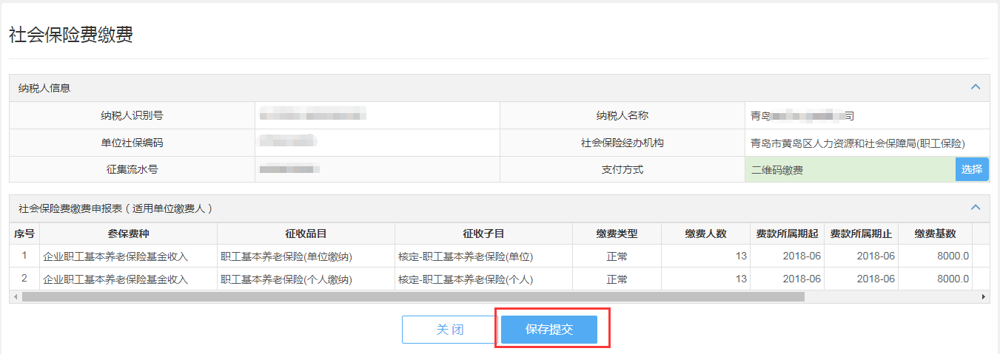 社会保险费缴费
纳税人信息
纳税人识别号 纳税人名称 青岛 司
单位社保编码 社会保险经办机构 青岛市黄岛区人力资源和社会保障局(职工保险)
征集流水号 支付方式 二维码缴费 选择
社会保险费缴费申报表（适用单位缴费人）
序号 参保费种 征收品目 征收子目 缴费类型 缴费人数 费款所属期起 费款所属期止 缴费基数
1 企业职工基本养老保险基金收入 职工基本养老保险(单位缴纳) 核定-职工基本养老保险(单位) 正常 13 2018-06 2018-06 8000.0
2 企业职工基本养老保险基金收入 职工基本养老保险(个人缴纳) 核定-职工基本养老保险(个人) 正常 13 2018-06 2018-06 8000.0
关 闭 保存提交